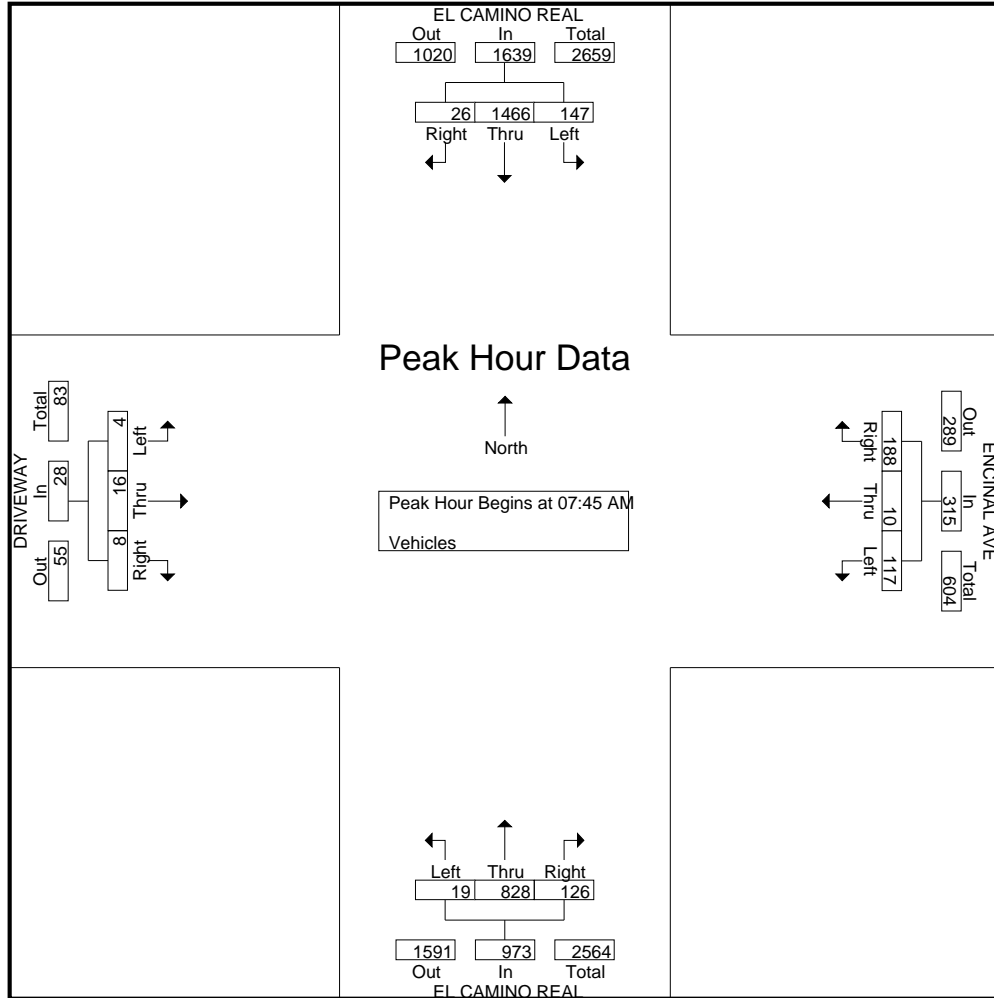 EL CAMINO REAL
Out In Total
1020 1639 2659
26 1466 147
Right Thru Left
Peak Hour Data
North
Peak Hour Begins at 07:45 AM
Vehicles
DRIVEWAY
Out In Total
55 28 83
8 16 4
Right Thru Left
ENCINAL AVE
Out In Total
289 315 604
188 10 117
Right Thru Left
Left Thru Right
19 828 126
1591 973 2564
Out In Total
EL CAMINO REAL